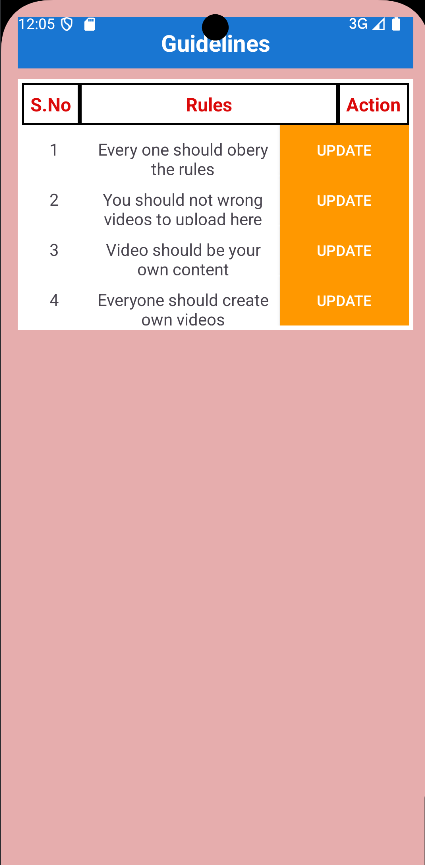 12:05 3G
Guidelines
S.No Rules Action
1 Every one should obery UPDATE
the rules
2 You should not wrong UPDATE
videos to upload here
3 Video should be your UPDATE
own content
4 Everyone should create UPDATE
own videos